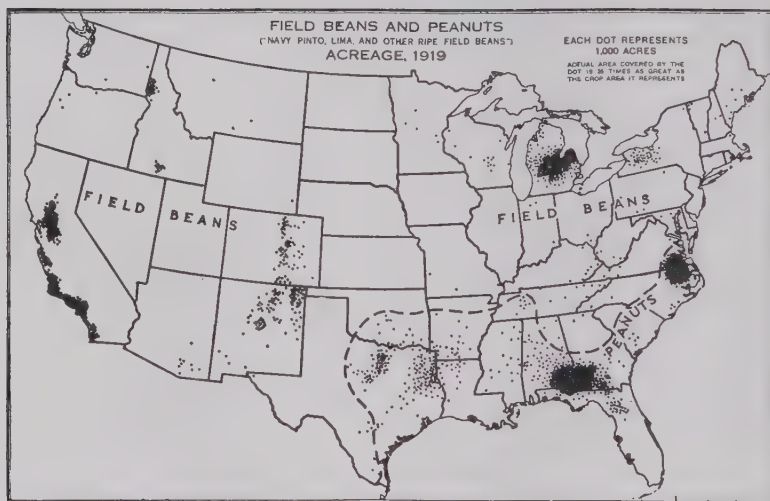 FIELD BEANS AND PEANUTS
("NAVY PINTO, LIMA, AND OTHER RIPE FIELD BEANS")
ACREAGE, 1919
EACH DOT REPRESENTS
1,000 ACRES
ACTUAL AREA COVERED BY THE
DOT IS 26 TIMES AS GREAT AS
THE CROP AREA IT REPRESENTS
FIELD BEANS
FIELD BEANS
PEANUTS